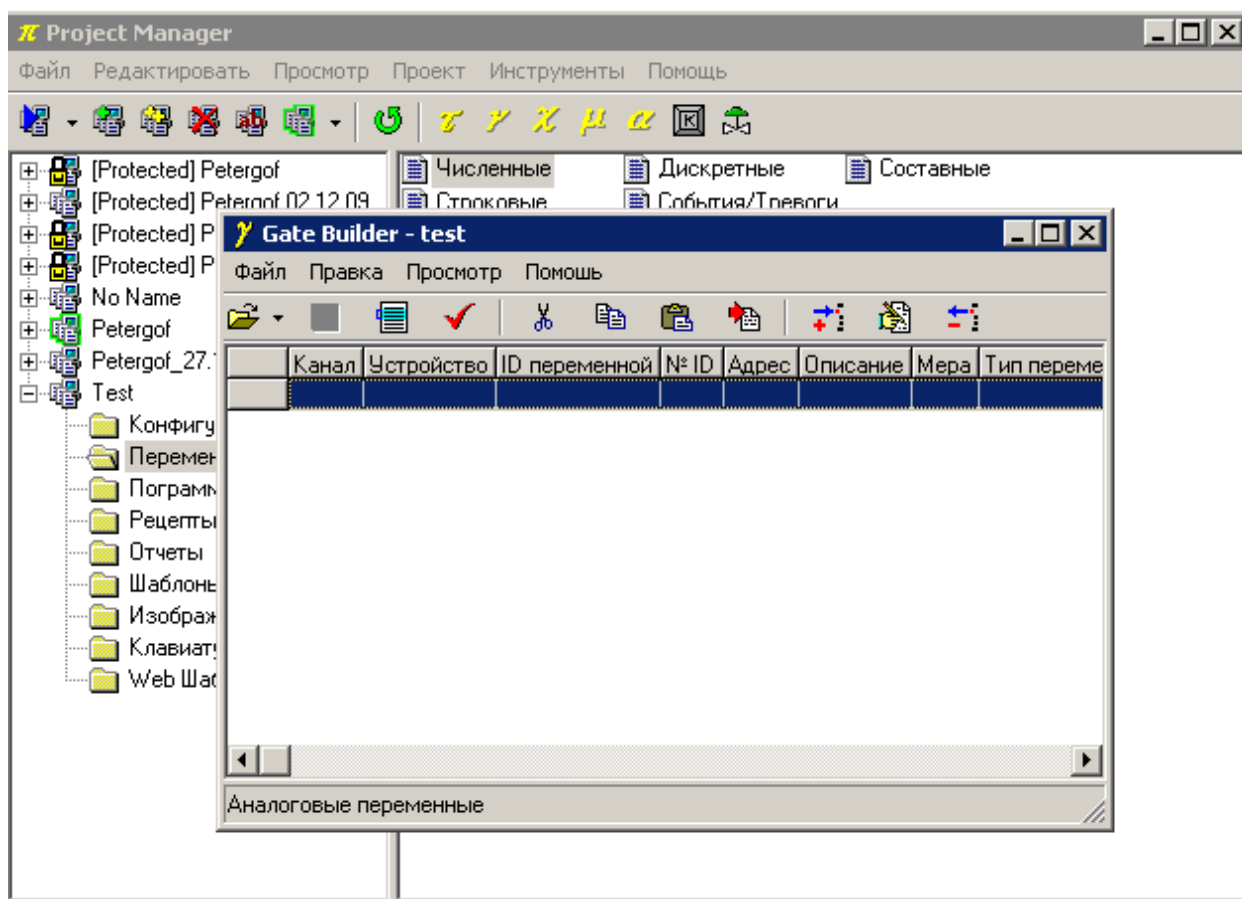 Project Manager
Файл Редактировать Просмотр Проект Инструменты Помощь
[Protected] Petergof
[Protected] Petergof 02.12.09
[Protected] P
[Protected] P
No Name
Petergof
Petergof_27.
Test
Конфигу
Перемен
Пограмм
Рецепты
Отчеты
Шаблоны
Изображ
Клавиату
Web Шаб
Численные Дискретные Составные
Строковые События/Тревоги
Gate Builder - test
Файл Правка Просмотр Помошь
Канал Устройство ID переменной № ID Адрес Описание Мера Тип переме
Аналоговые переменные